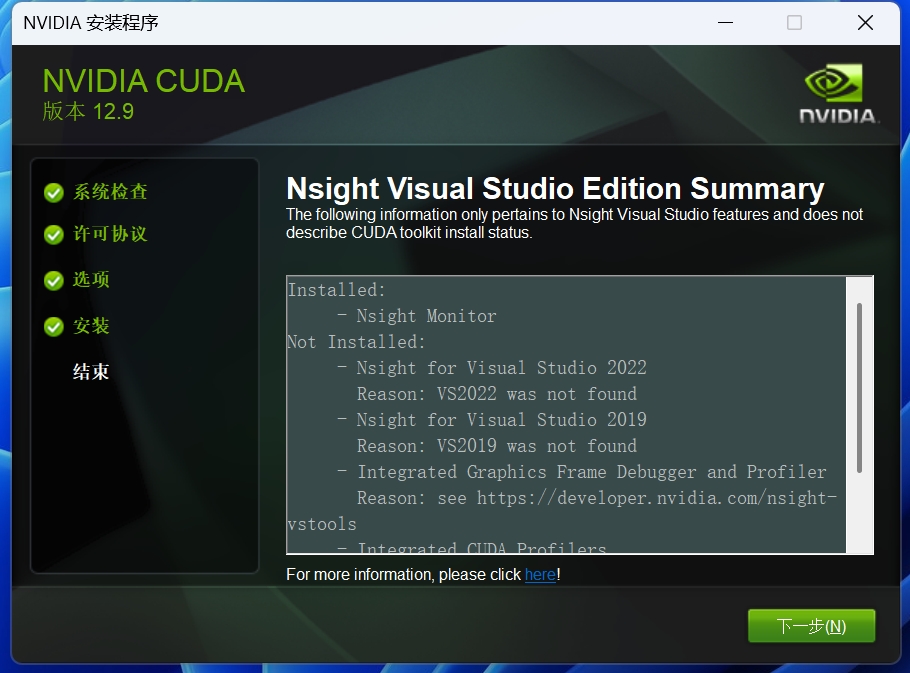 NVIDIA 安装程序
NVIDIA CUDA
版本 12.9
NVIDIA.
系统检查
许可协议
选项
安装
结束
Nsight Visual Studio Edition Summary
The following information only pertains to Nsight Visual Studio features and does not
describe CUDA toolkit install status.
Installed:
- Nsight Monitor
Not Installed:
- Nsight for Visual Studio 2022
Reason: VS2022 was not found
- Nsight for Visual Studio 2019
Reason: VS2019 was not found
- Integrated Graphics Frame Debugger and Profiler
Reason: see https://developer.nvidia.com/nsight-
vstools
- Integrated CUDA Profilers
For more information, please click here!
下一步(N)